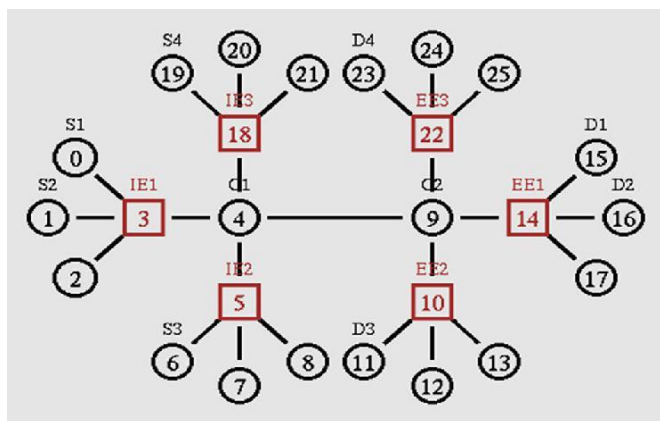 S4 20 D4 24
19 21 23 25
IE3 EE3
S1 18 22 D1
0 15
S2 IE1 C1 C2 EE1 D2
1 3 4 9 14 16
2 IE2 EE2 17
5 10
S3 D3
6 8 11 13
7 12